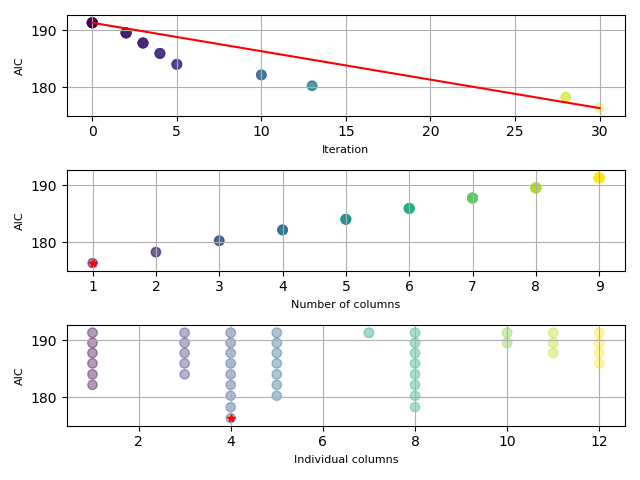 190
180
AIC
0 5 10 15 20 25 30
Iteration
190
180
AIC
1 2 3 4 5 6 7 8 9
Number of columns
190
180
AIC
2 4 6 8 10 12
Individual columns